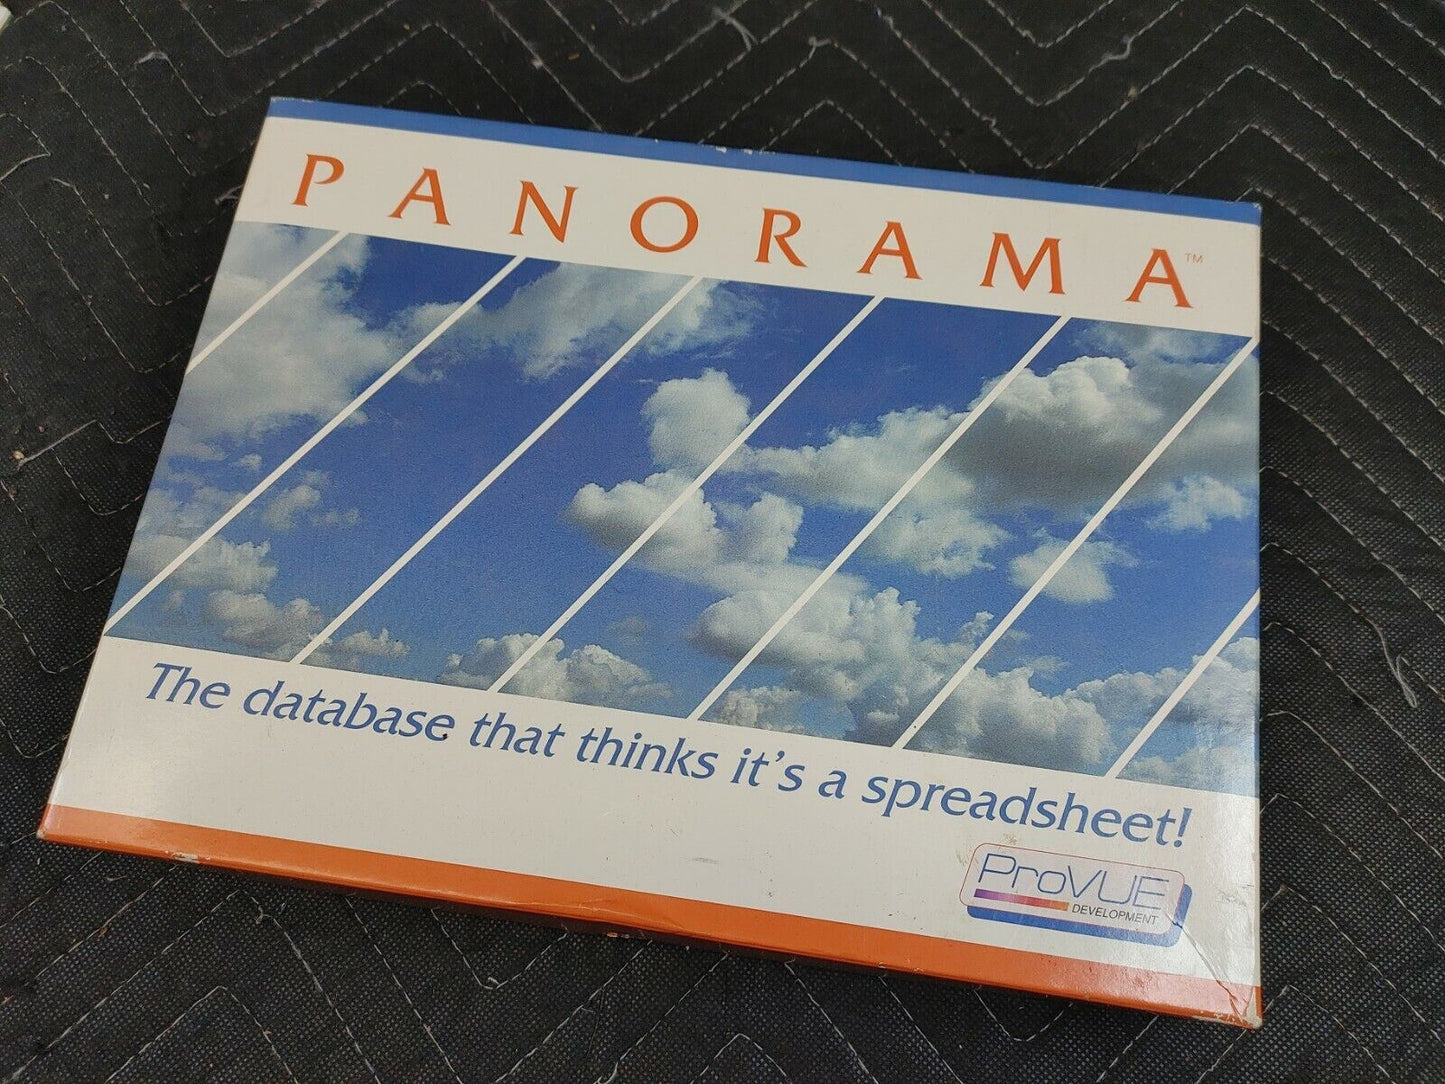 PANORAMA™
The database that thinks it's a spreadsheet!
ProVUE
DEVELOPMENT